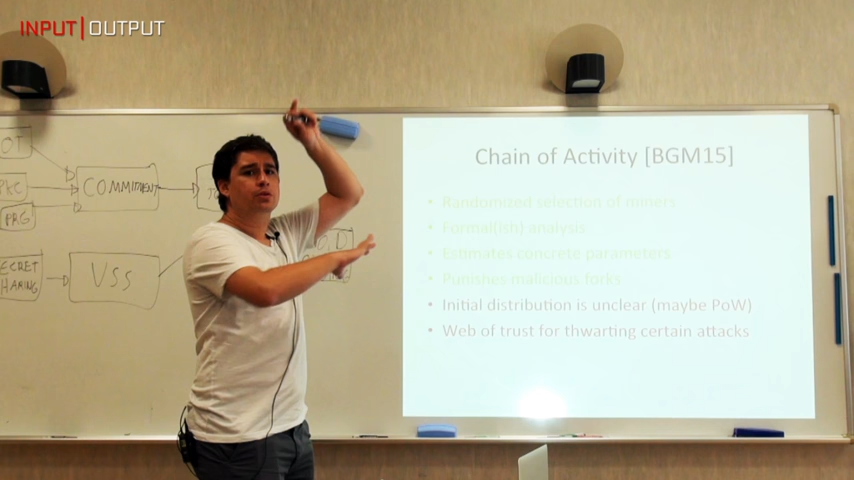 INPUT|OUTPUT
OT
COMMITMENT
PKC
PRG
SECRET
SHARING
VSS
Chain of Activity [BGM15]
• Randomized selection of miners
• Formal(ish) analysis
• Estimates concrete parameters
• Punishes malicious forks
• Initial distribution is unclear (maybe PoW)
• Web of trust for thwarting certain attacks